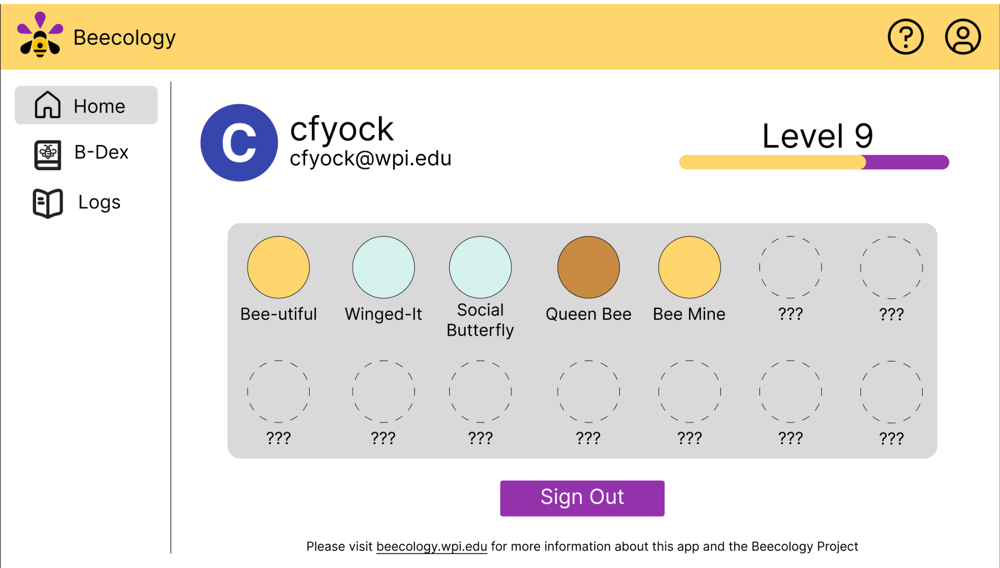 Beecology
Home
B-Dex
Logs
C
cfyock
cfyock@wpi.edu
Level 9
Bee-utiful
Winged-It
Social
Butterfly
Queen Bee
Bee Mine
???
???
???
???
???
???
???
???
???
Sign Out
Please visit beecology.wpi.edu for more information about this app and the Beecology Project